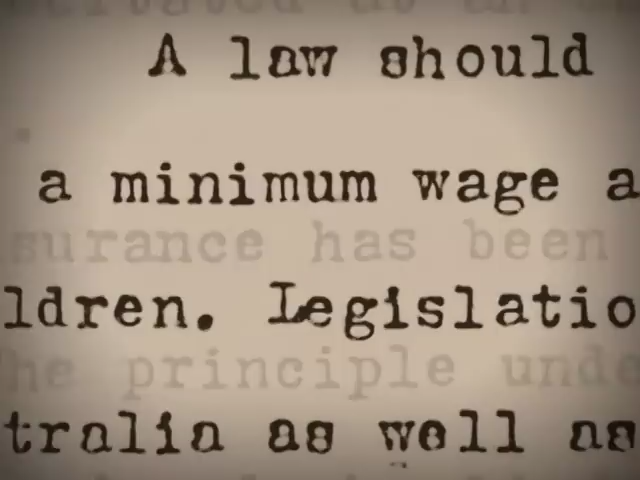 A law should
a minimum wage a
surance has been
ldren. Legislatio
he principle unde
tralia as well as